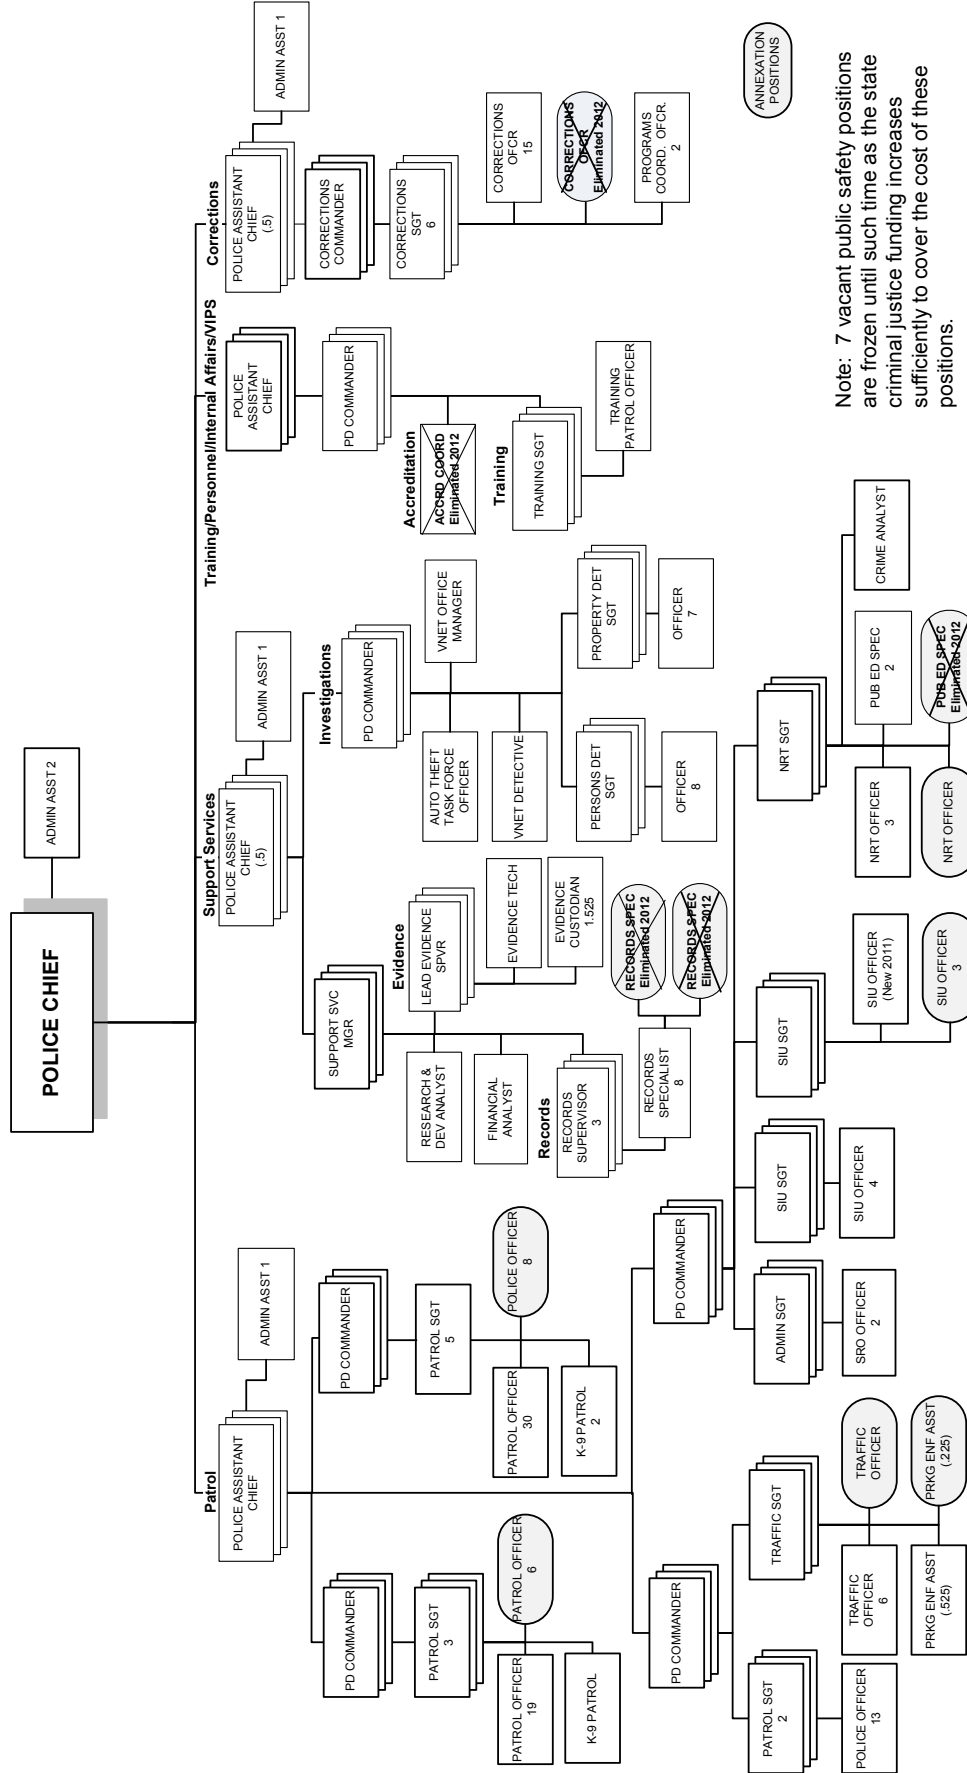 POLICE CHIEF
ADMIN ASST 2
Patrol
POLICE ASSISTANT
CHIEF
ADMIN ASST 1
PD COMMANDER
PATROL SGT
3
PATROL OFFICER
19
PATROL OFFICER
6
K-9 PATROL
PD COMMANDER
PATROL SGT
5
PATROL OFFICER
30
POLICE OFFICER
8
K-9 PATROL
2
PD COMMANDER
PATROL SGT
2
POLICE OFFICER
13
TRAFFIC SGT
TRAFFIC
OFFICER
6
TRAFFIC
OFFICER
PRKG ENF ASST
(.525)
PRKG ENF ASST
(.225)
PD COMMANDER
ADMIN SGT
SRO OFFICER
2
SIU SGT
SIU OFFICER
4
SIU SGT
SIU OFFICER
(New 2011)
SIU OFFICER
3
NRT SGT
NRT OFFICER
3
PUB ED SPEC
2
NRT OFFICER
PUB ED SPEC
Eliminated 2012
CRIME ANALYST
Support Services
POLICE ASSISTANT
CHIEF
(.5)
ADMIN ASST 1
SUPPORT SVC
MGR
RESEARCH &
DEV ANALYST
FINANCIAL
ANALYST
Evidence
LEAD EVIDENCE
SPVR
EVIDENCE TECH
EVIDENCE
CUSTODIAN
1.525
Records
RECORDS
SUPERVISOR
3
RECORDS
SPECIALIST
8
RECORDS SPEC
Eliminated 2012
RECORDS SPEC
Eliminated 2012
Investigations
PD COMMANDER
AUTO THEFT
TASK FORCE
OFFICER
VNET OFFICE
MANAGER
VNET DETECTIVE
PERSONS DET
SGT
OFFICER
8
PROPERTY DET
SGT
OFFICER
7
Training/Personnel/Internal Affairs/VIPS
POLICE
ASSISTANT
CHIEF
PD COMMANDER
Accreditation
ACCRD COORD
Eliminated 2012
Training
TRAINING SGT
TRAINING
PATROL OFFICER
Corrections
POLICE ASSISTANT
CHIEF
(.5)
ADMIN ASST 1
CORRECTIONS
COMMANDER
CORRECTIONS
SGT
6
CORRECTIONS
OFCR
15
CORRECTIONS
OFCR
Eliminated 2012
PROGRAMS
COORD. OFCR.
2
ANNEXATION
POSITIONS
Note: 7 vacant public safety positions
are frozen until such time as the state
criminal justice funding increases
sufficiently to cover the cost of these
positions.